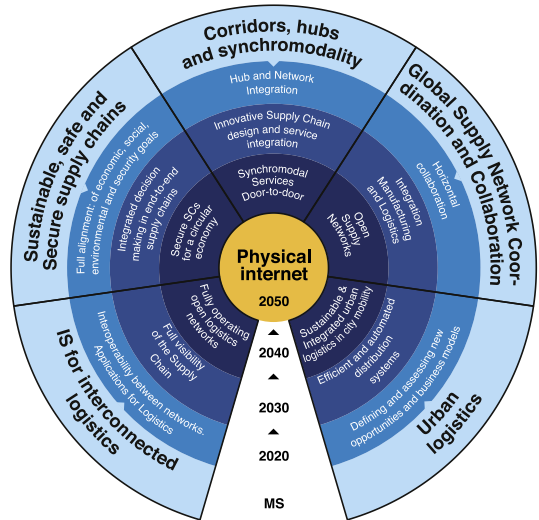 Corridors, hubs
and synchromodality
Hub and Network
Integration
Innovative Supply Chain
design and service
integration
Synchromodal
Services
Door-to-door
Global Supply Network Coor-
dination and Collaboration
Horizontal
collaboration
Integration
Manufacturing
and Logistics
Open
Supply
Networks
Sustainable, safe and
Secure supply chains
Full alignment: of economic, social,
environmental and security goals
Integrated decision
making in end-to-end
supply chains
Secure SCs
for a circular
economy
Physical
internet
2050
IS for interconnected
logistics
Interoperability between networks.
Applications for Logistics
Full visibility
of the Supply
Chain
Fully operating
open logistics
networks
Sustainable &
Integrated urban
logistics in city mobility
Efficient and automated
distribution
systems
Defining and assessing new
opportunities and business models
Urban
logistics
2040
2030
2020
MS